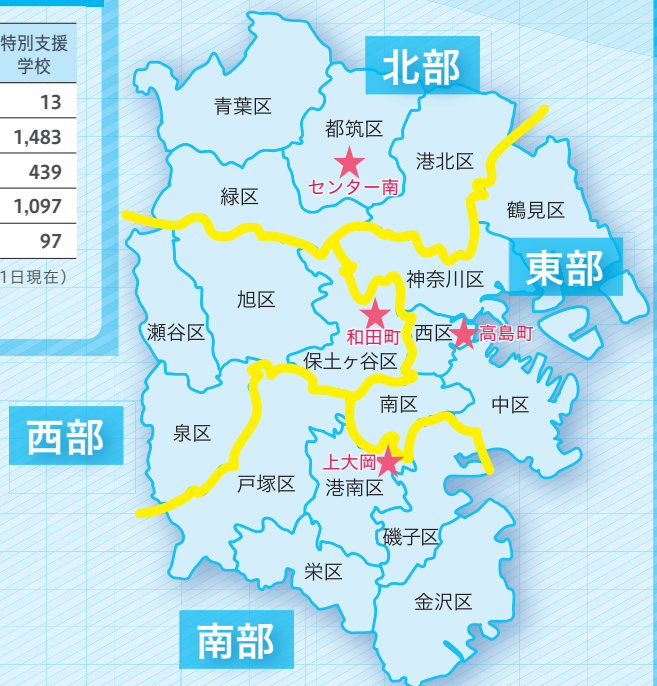 特別支援
学校
13
1,483
439
1,097
97
1日現在）
北部
青葉区
都筑区
港北区
センター南
緑区
鶴見区
東部
神奈川区
旭区
瀬谷区
和田町
西区
高島町
保土ヶ谷区
南区
中区
西部
泉区
上大岡
戸塚区
港南区
磯子区
栄区
金沢区
南部